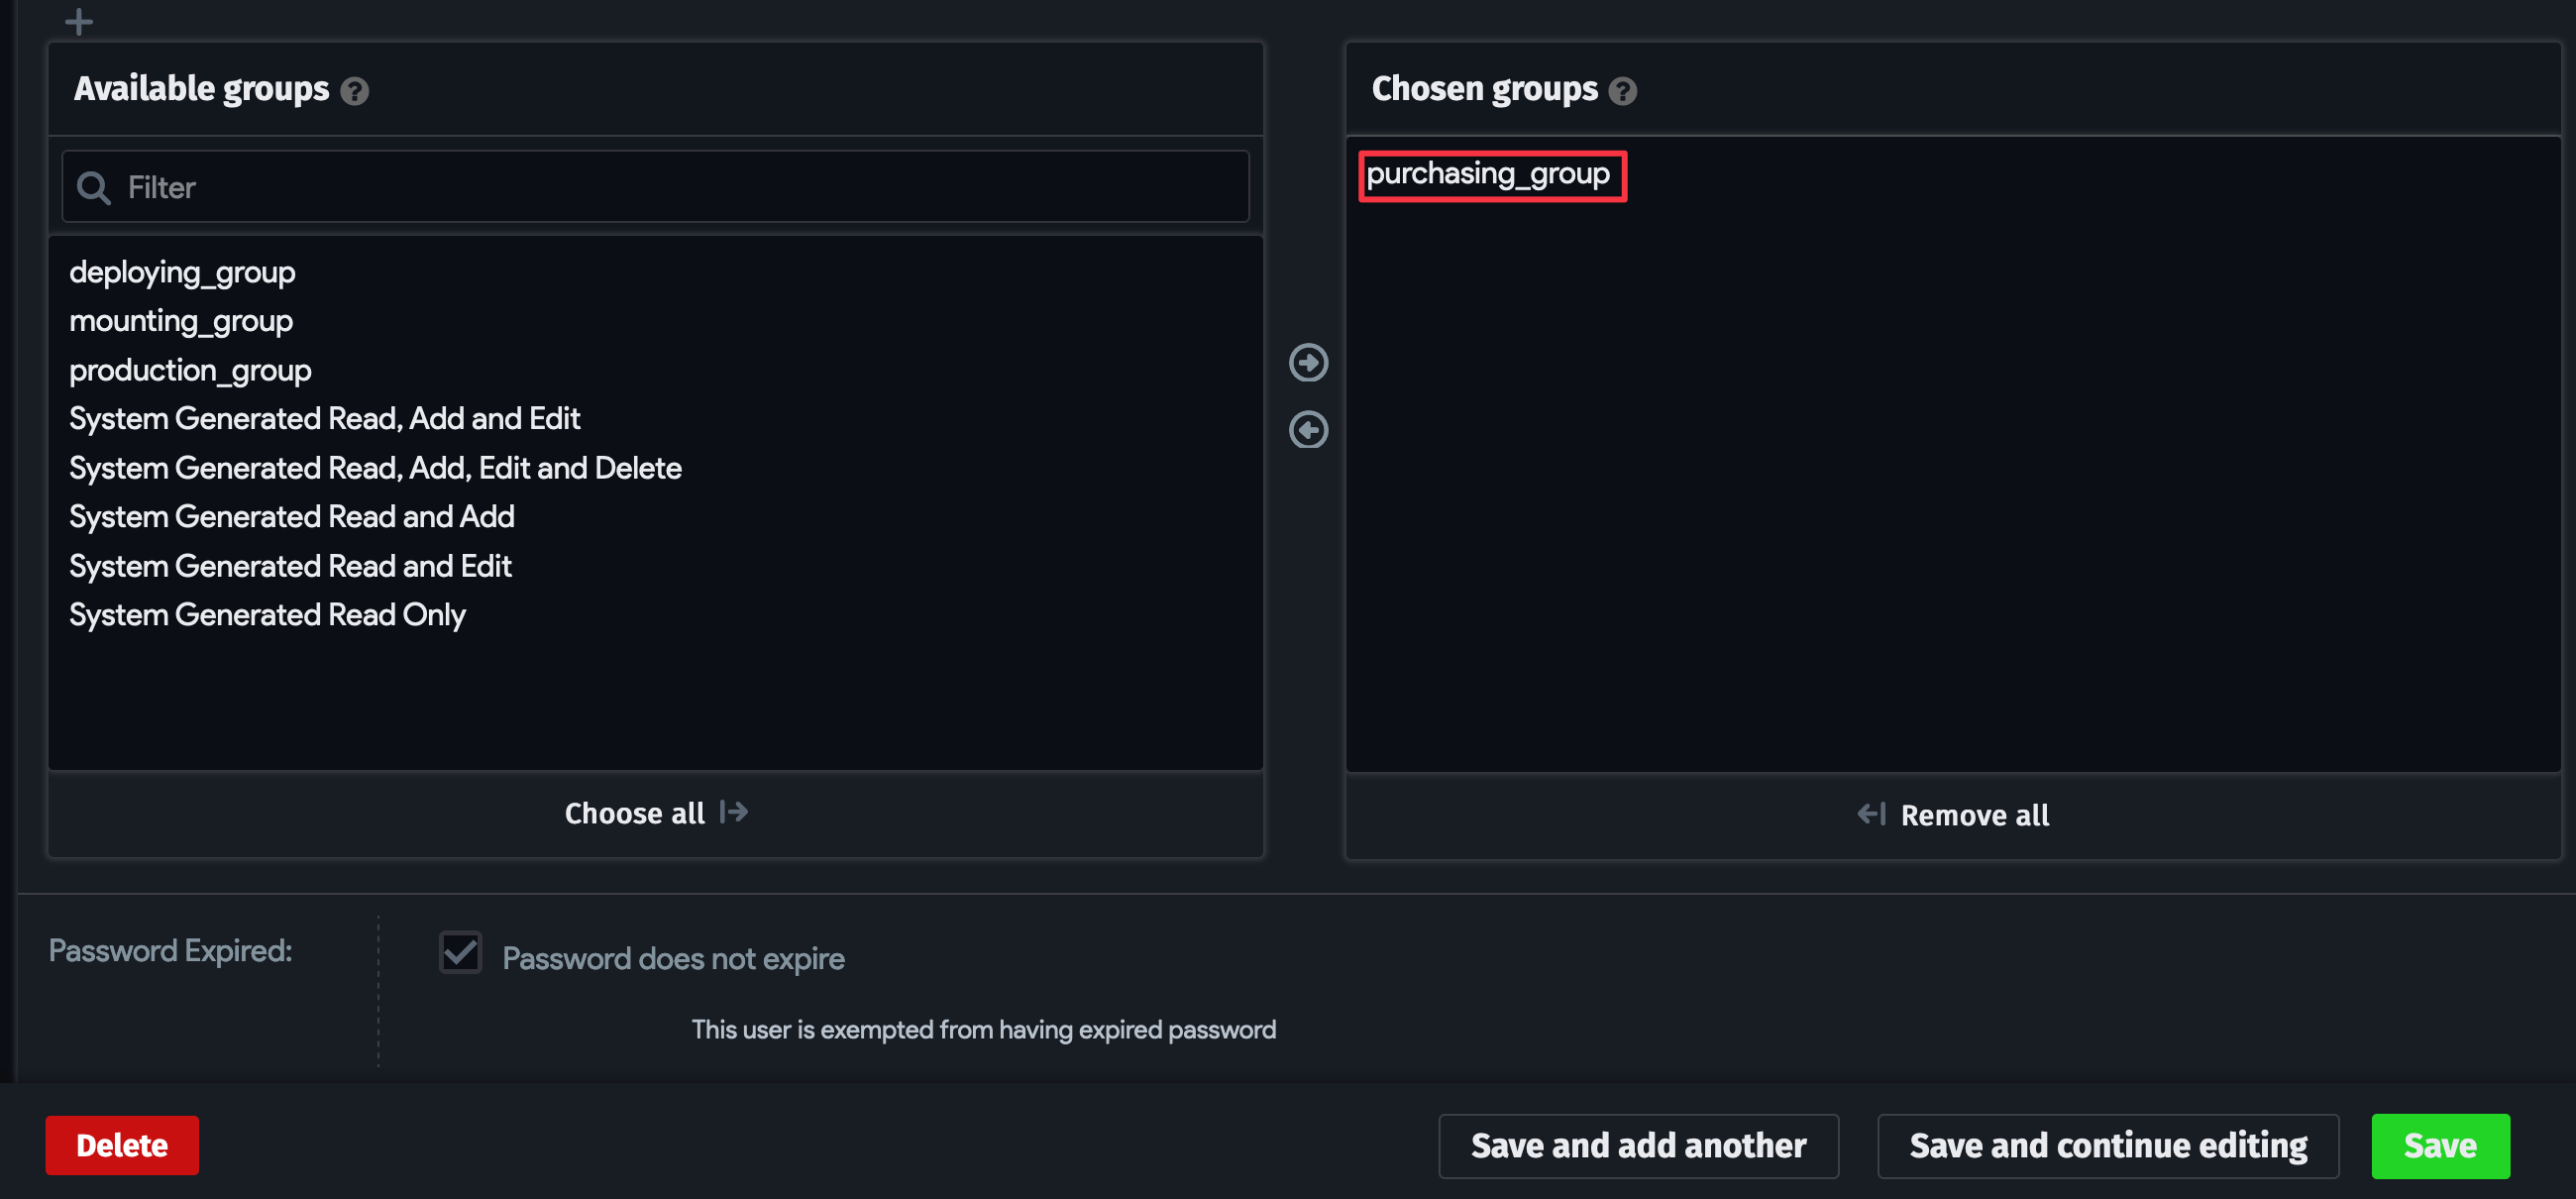 Available groups
Filter
deploying_group
mounting_group
production_group
System Generated Read, Add and Edit
System Generated Read, Add, Edit and Delete
System Generated Read and Add
System Generated Read and Edit
System Generated Read Only
Choose all
Chosen groups
purchasing_group
Remove all
Password Expired:
Password does not expire
This user is exempted from having expired password
Delete
Save and add another
Save and continue editing
Save